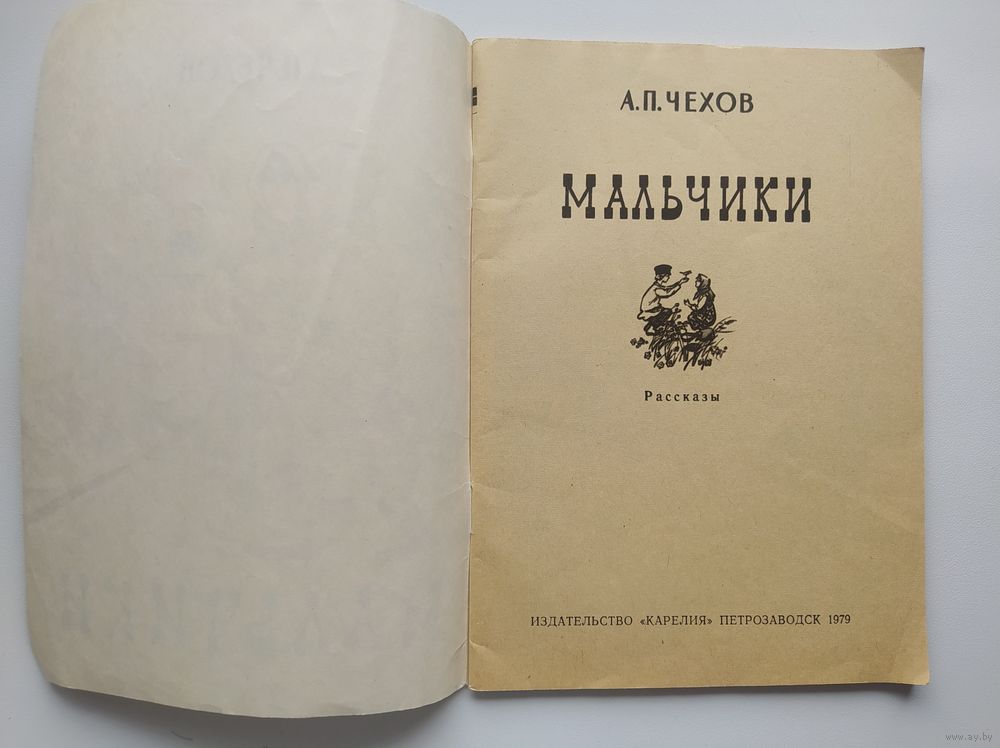 А.П.ЧЕХОВ
МАЛЬЧИКИ
Рассказы
ИЗДАТЕЛЬСТВО «КАРЕЛИЯ» ПЕТРОЗАВОДСК 1979
www.ay.by